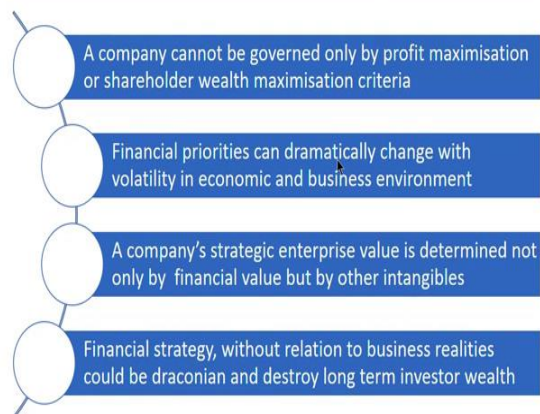 A company cannot be governed only by profit maximisation
or shareholder wealth maximisation criteria
Financial priorities can dramatically change with
volatility in economic and business environment
A company's strategic enterprise value is determined not
only by financial value but by other intangibles
Financial strategy, without relation to business realities
could be draconian and destroy long term investor wealth